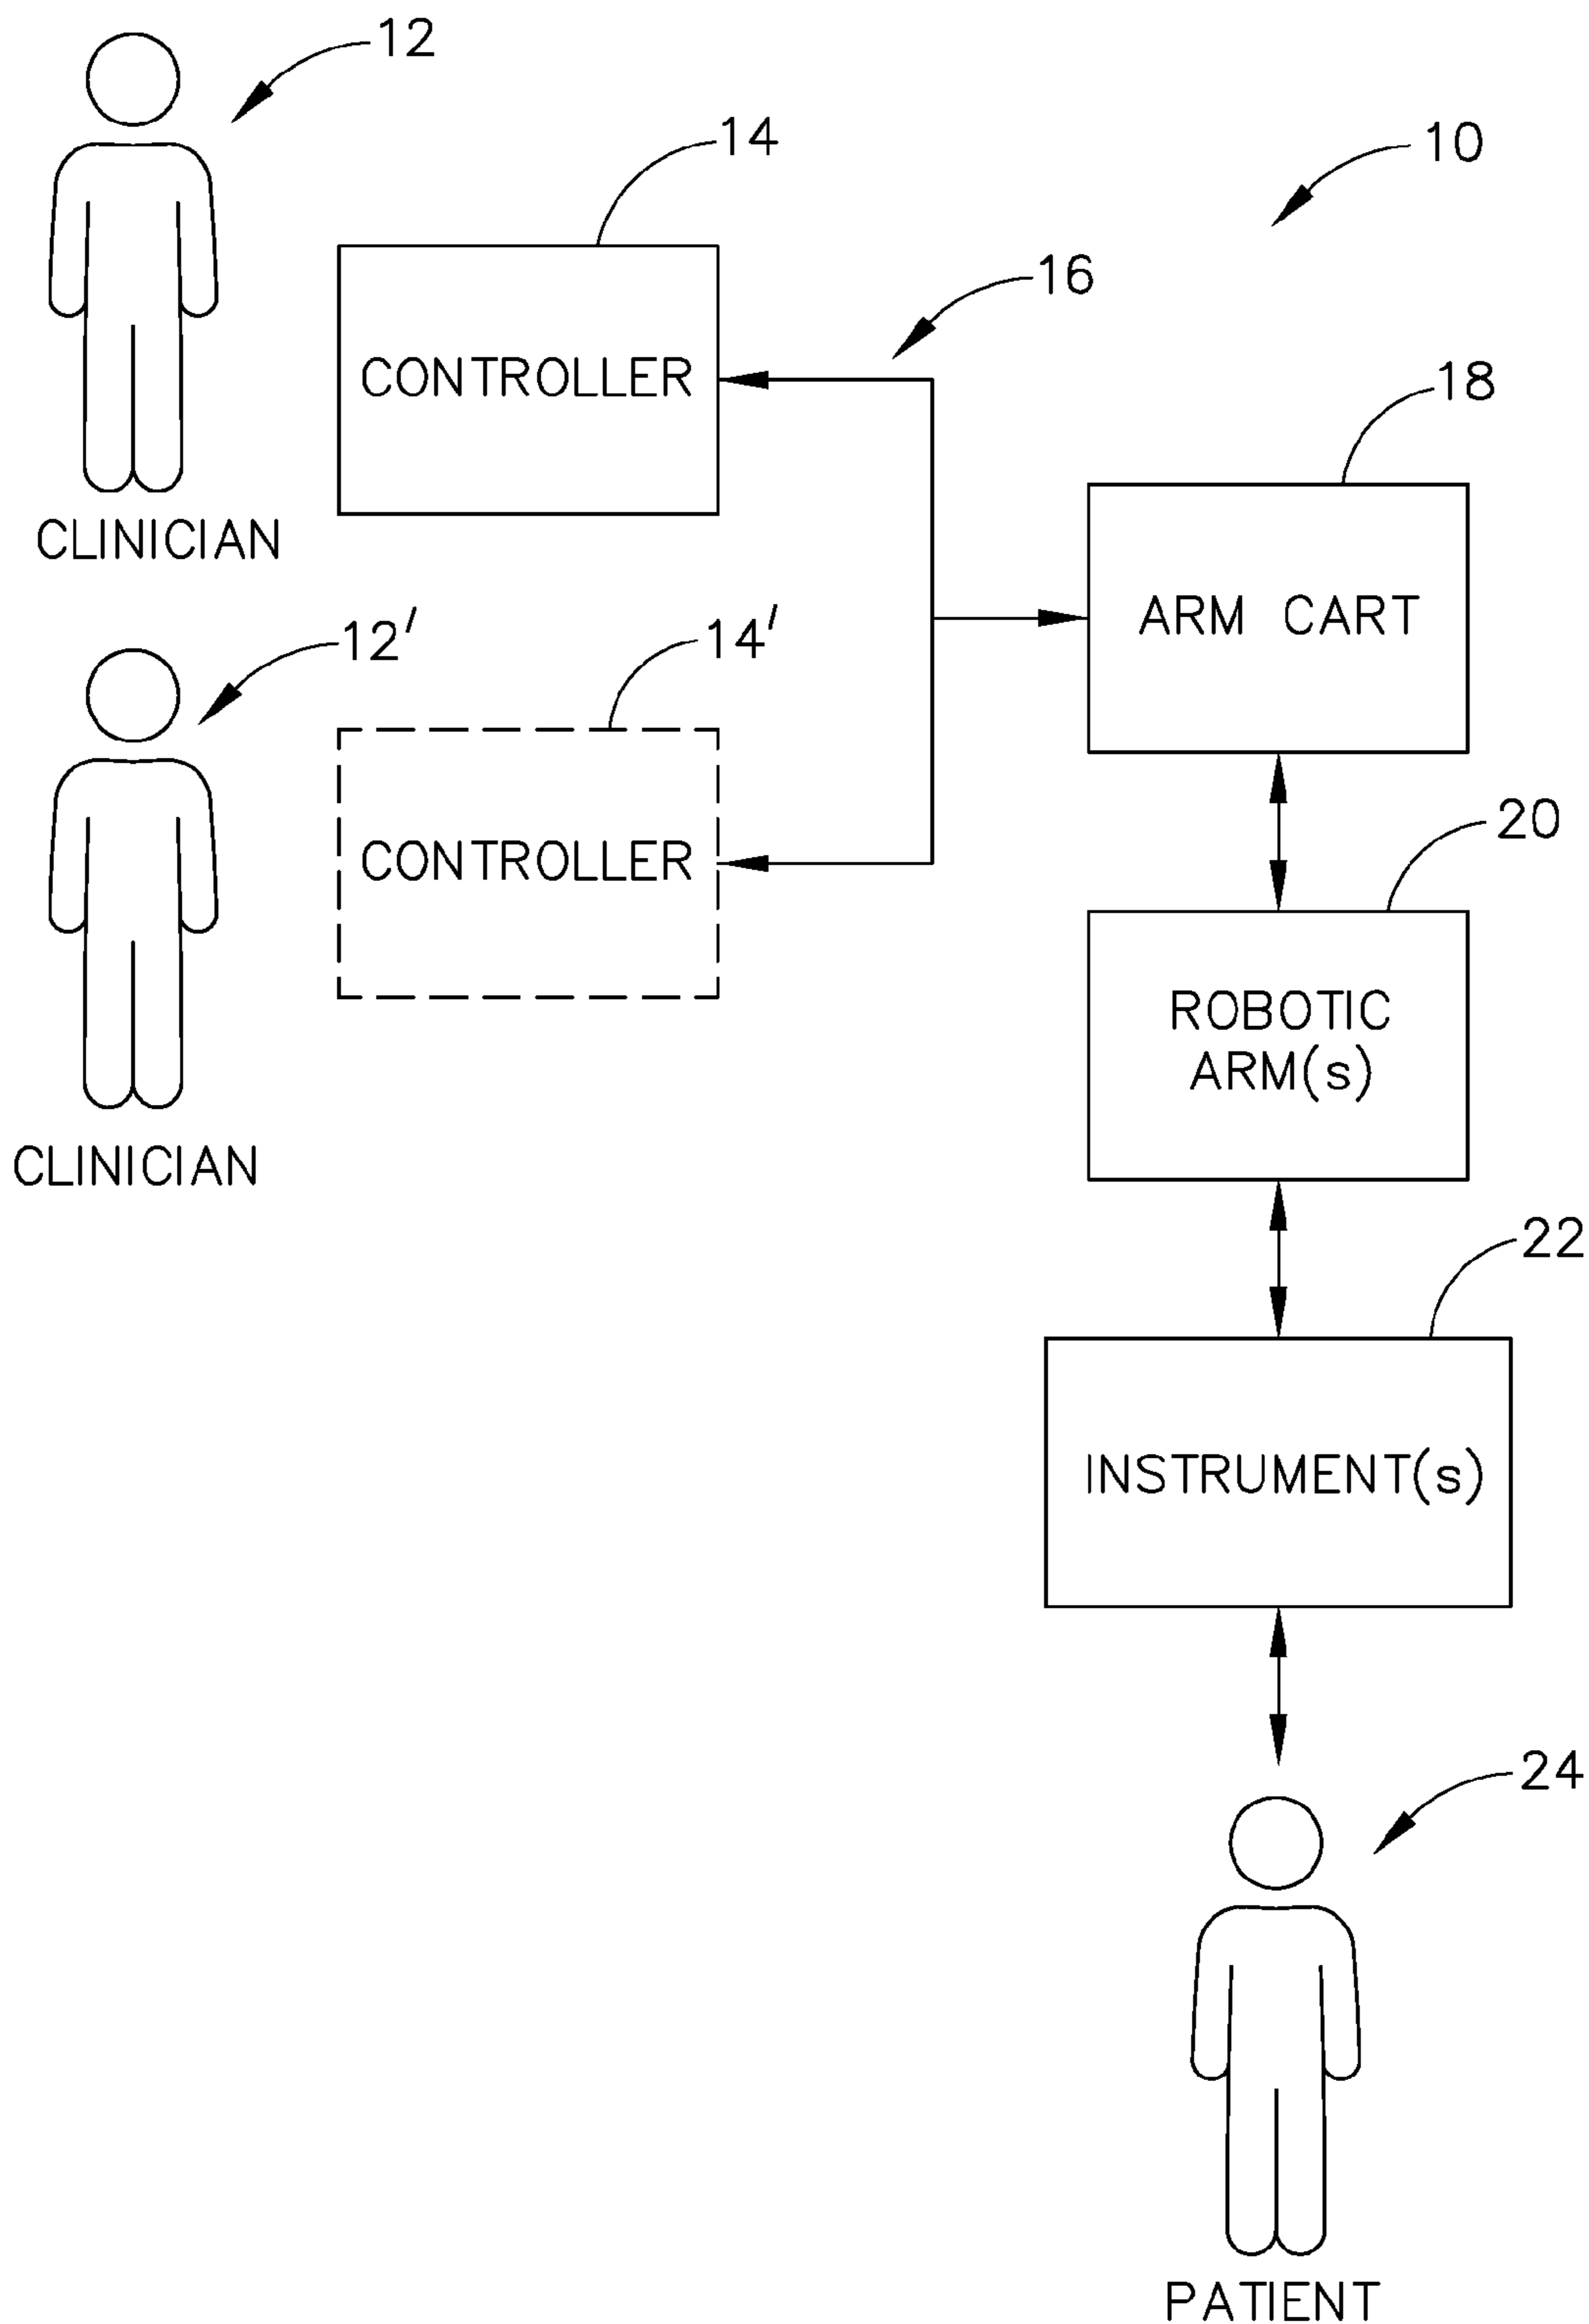 12
14
10
16
CONTROLLER
18
CLINICIAN
ARM CART
12'
14'
20
CONTROLLER
ROBOTIC
ARM(s)
CLINICIAN
22
INSTRUMENT(s)
24
PATIENT